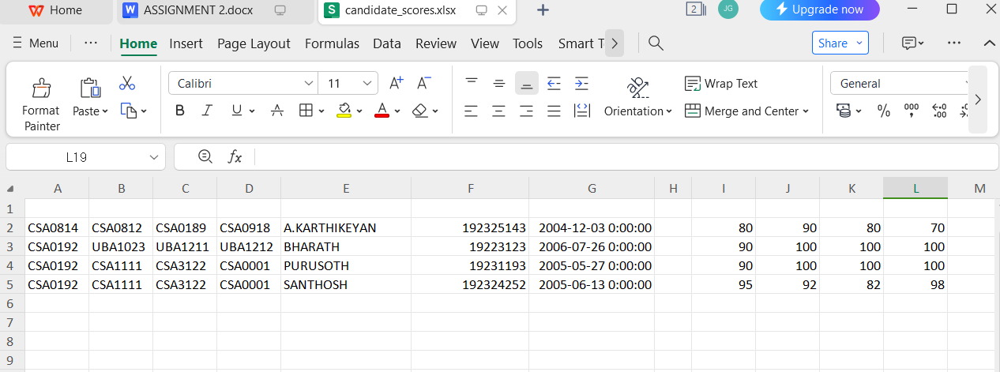 Home ASSIGNMENT 2.docx candidate_scores.xlsx + 2 JG Upgrade now
Menu ··· Home Insert Page Layout Formulas Data Review View Tools Smart T Share ···
Calibri 11 A+ A- Wrap Text General
Format Painter Paste B I U A A Orientation Merge and Center % 000 .00
L19 fx
A B C D E F G H I J K L M
1
2 CSA0814 CSA0812 CSA0189 CSA0918 A.KARTHIKEYAN 192325143 2004-12-03 0:00:00 80 90 80 70
3 CSA0192 UBA1023 UBA1211 UBA1212 BHARATH 19223123 2006-07-26 0:00:00 90 100 100 100
4 CSA0192 CSA1111 CSA3122 CSA0001 PURUSOTH 19231193 2005-05-27 0:00:00 90 100 100 100
5 CSA0192 CSA1111 CSA3122 CSA0001 SANTHOSH 192324252 2005-06-13 0:00:00 95 92 82 98
6
7
8
9